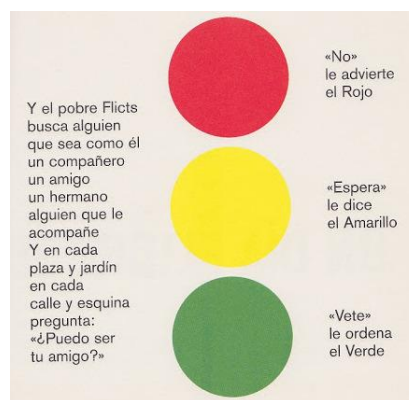 Y el pobre Flicts
busca alguien
que sea como él
un compañero
un amigo
un hermano
alguien que le
acompañe
Y en cada
plaza y jardín
en cada
calle y esquina
pregunta:
«¿Puedo ser
tu amigo?»
«No»
le advierte
el Rojo
«Espera»
le dice
el Amarillo
«Vete»
le ordena
el Verde